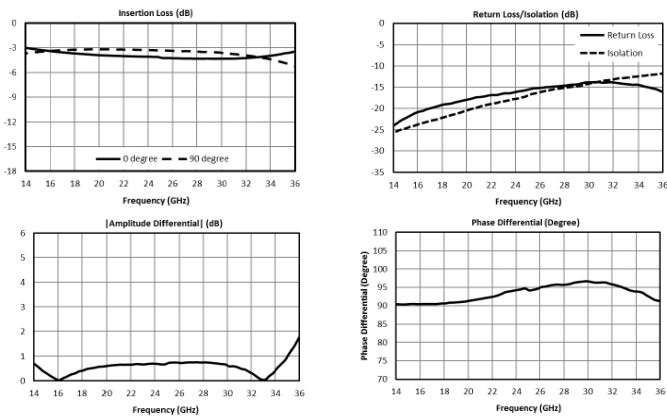 Insertion Loss (dB)
0
-3
-6
-9
-12
-15
-18
0 degree
90 degree
14 16 18 20 22 24 26 28 30 32 34 36
Frequency (GHz)
Return Loss/Isolation (dB)
0
-5
-10
-15
-20
-25
-30
-35
Return Loss
Isolation
14 16 18 20 22 24 26 28 30 32 34 36
Frequency (GHz)
|Amplitude Differential| (dB)
6
5
4
3
2
1
0
14 16 18 20 22 24 26 28 30 32 34 36
Frequency (GHz)
Phase Differential (Degree)
Phase Differential (Degree)
110
105
100
95
90
85
80
75
70
14 16 18 20 22 24 26 28 30 32 34 36
Frequency (GHz)